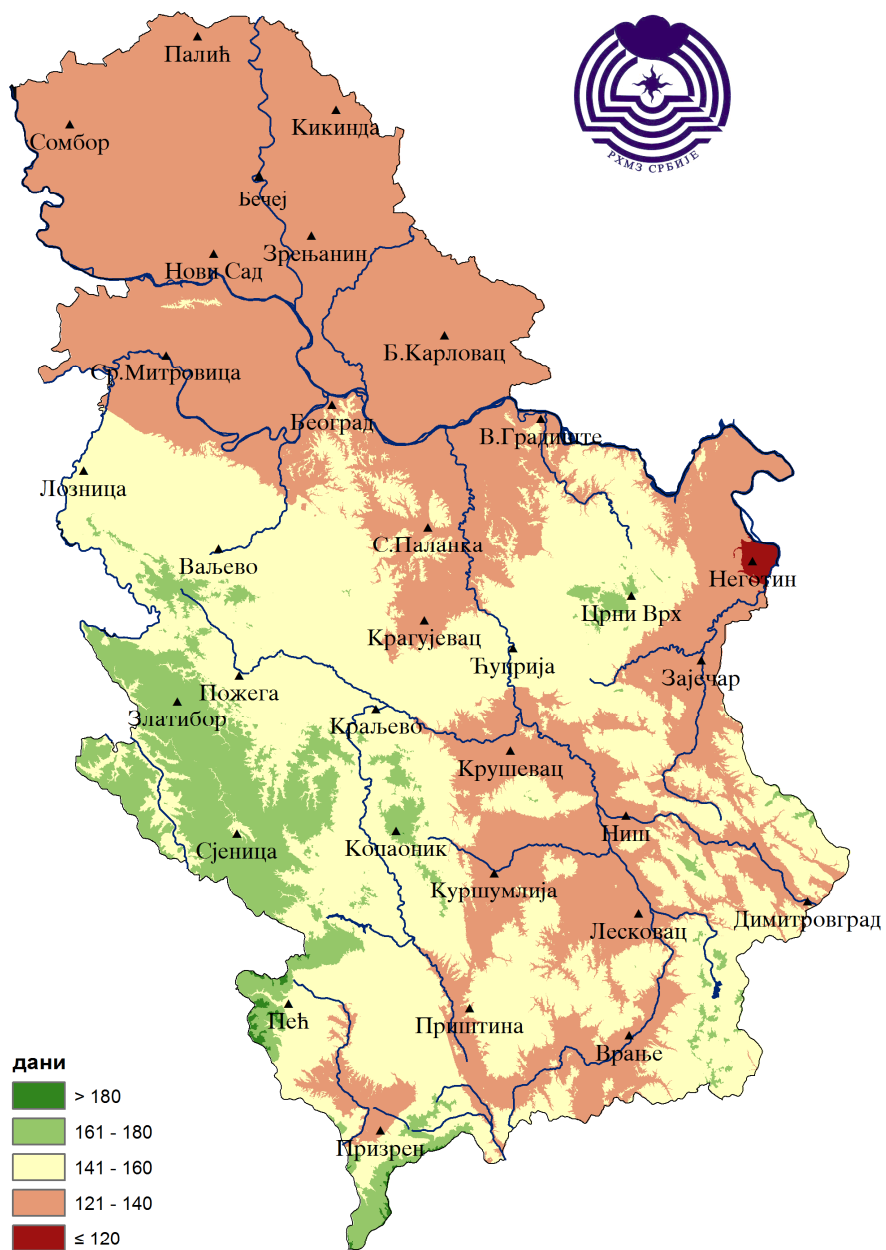 Палић
Кикинда
Сомбор
РХМЗ СРБИЈЕ
Бечеј
Зрењанин
Нови Сад
Б.Карловац
Ср.Митровица
Београд
В.Градиште
Лозница
С.Паланка
Ваљево
Неготин
Црни Врх
Крагујевац
Ћуприја
Зајечар
Пожега
Златибор
Краљево
Крушевац
Ниш
Сјеница
Копаоник
Куршумлија
Лесковац
Димитровград
Пећ
Приштина
Врање
Призрен
дани
> 180
161 - 180
141 - 160
121 - 140
≤ 120